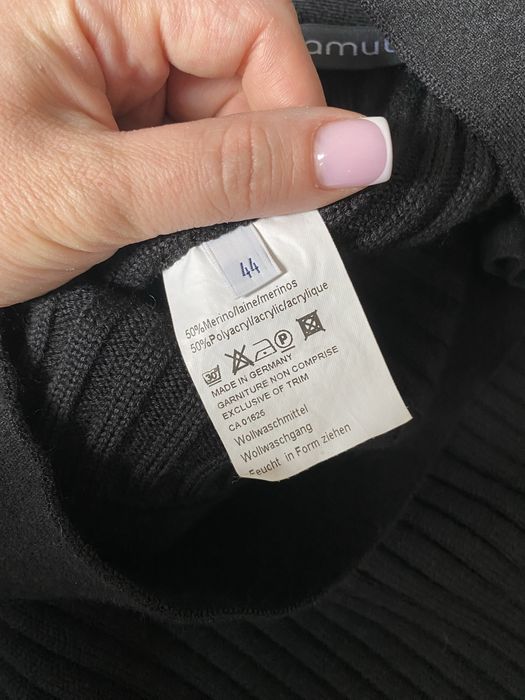 amu
44
50%Merino/laine/merinos
50%Polyacryl/acrylic/acrylique
30°
P
MADE IN GERMANY
GARNITURE NON COMPRISE
EXCLUSIVE OF TRIM
CA 01625
Wollwaschmittel
Wollwaschgang
Feucht in Form ziehen